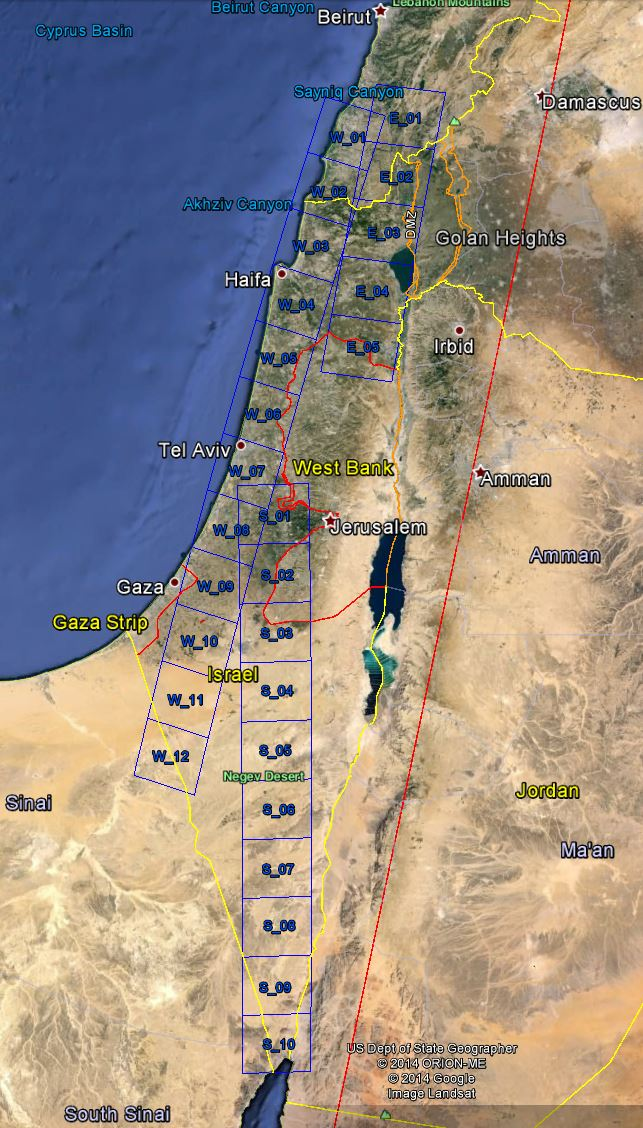 Lebanon Mountains
Beirut Canyon
Beirut
Cyprus Basin
Sayniq Canyon
Damascus
E_01
W_01
E_02
W_02
Akhziv Canyon
DMZ
E_03
Golan Heights
W_03
Haifa
E_04
W_04
Irbid
E_05
W_05
W_06
Tel Aviv
West Bank
W_07
Amman
S_01
Jerusalem
W_08
Amman
S_02
Gaza
W_09
Gaza Strip
S_03
W_10
Israel
S_04
W_11
S_05
W_12
Negev Desert
Jordan
Sinai
S_06
Ma'an
S_07
S_08
S_09
S_10
US Dept of State Geographer
© 2014 ORION-ME
© 2014 Google
Image Landsat
South Sinai